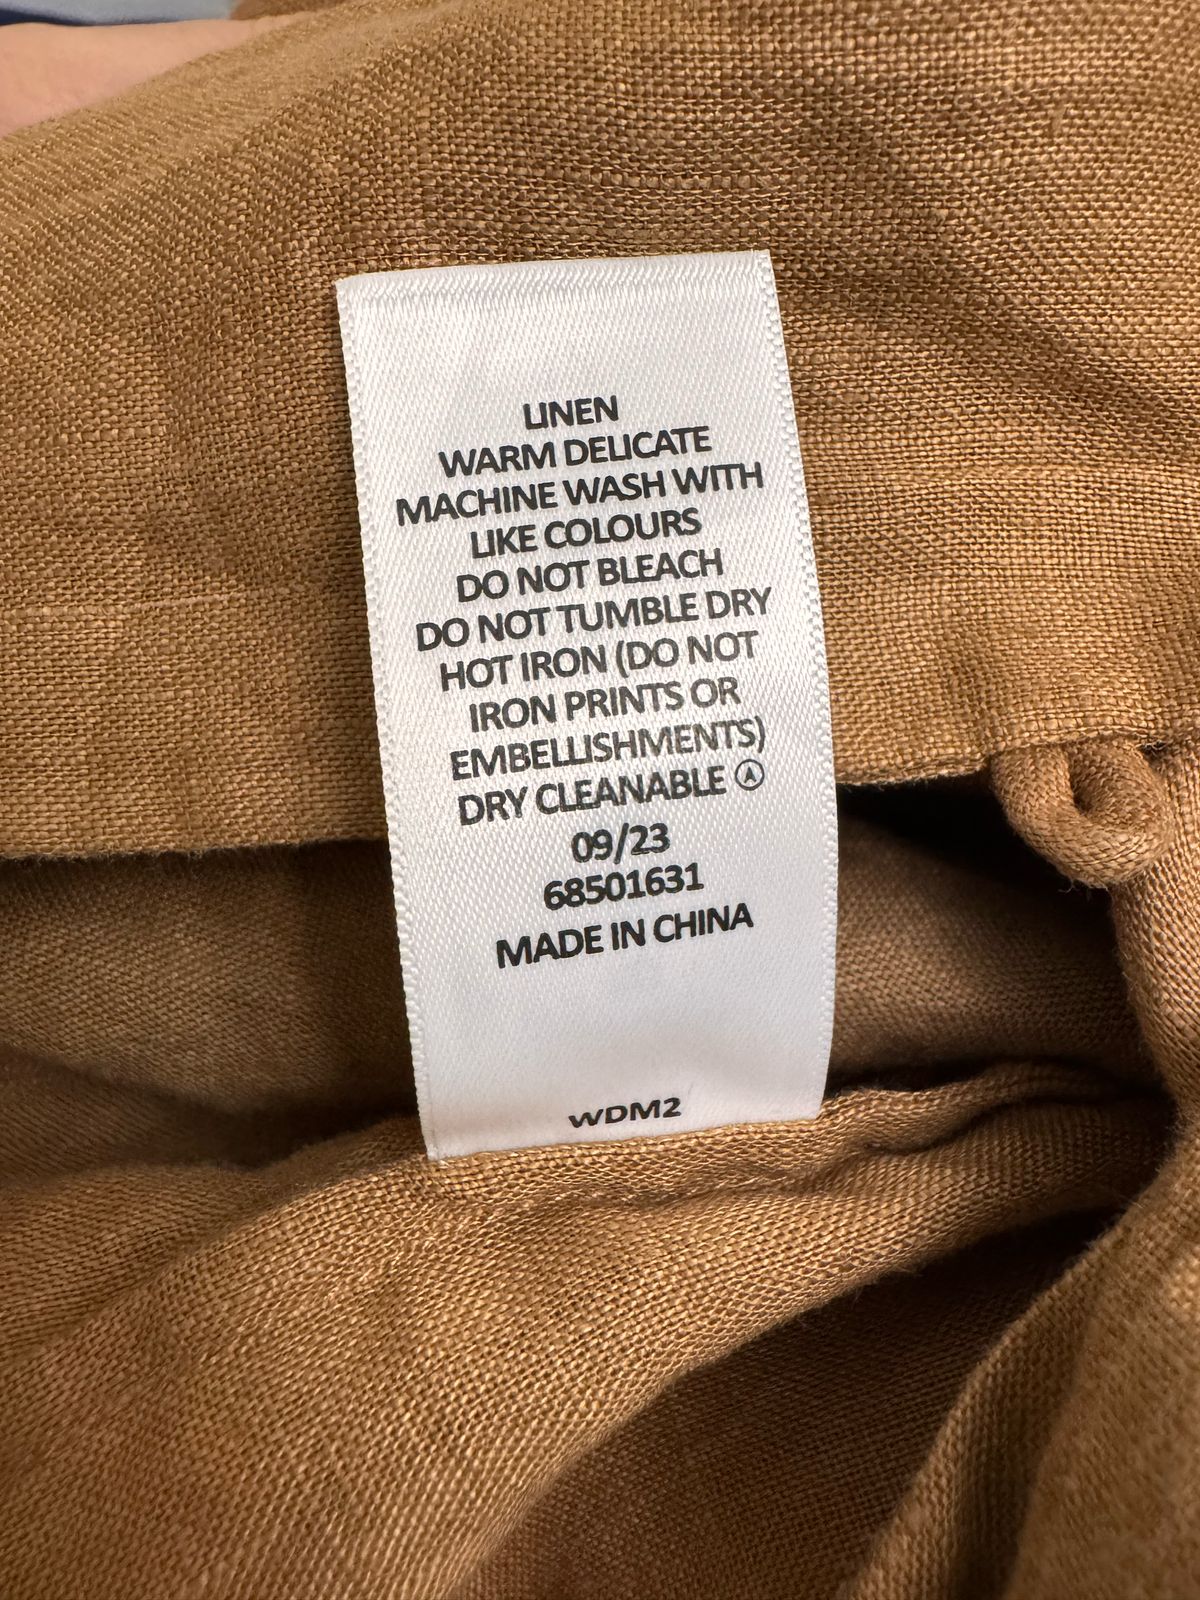 LINEN
WARM DELICATE
MACHINE WASH WITH
LIKE COLOURS
DO NOT BLEACH
DO NOT TUMBLE DRY
HOT IRON (DO NOT
IRON PRINTS OR
EMBELLISHMENTS)
DRY CLEANABLE Ⓐ
09/23
68501631
MADE IN CHINA
WDM2